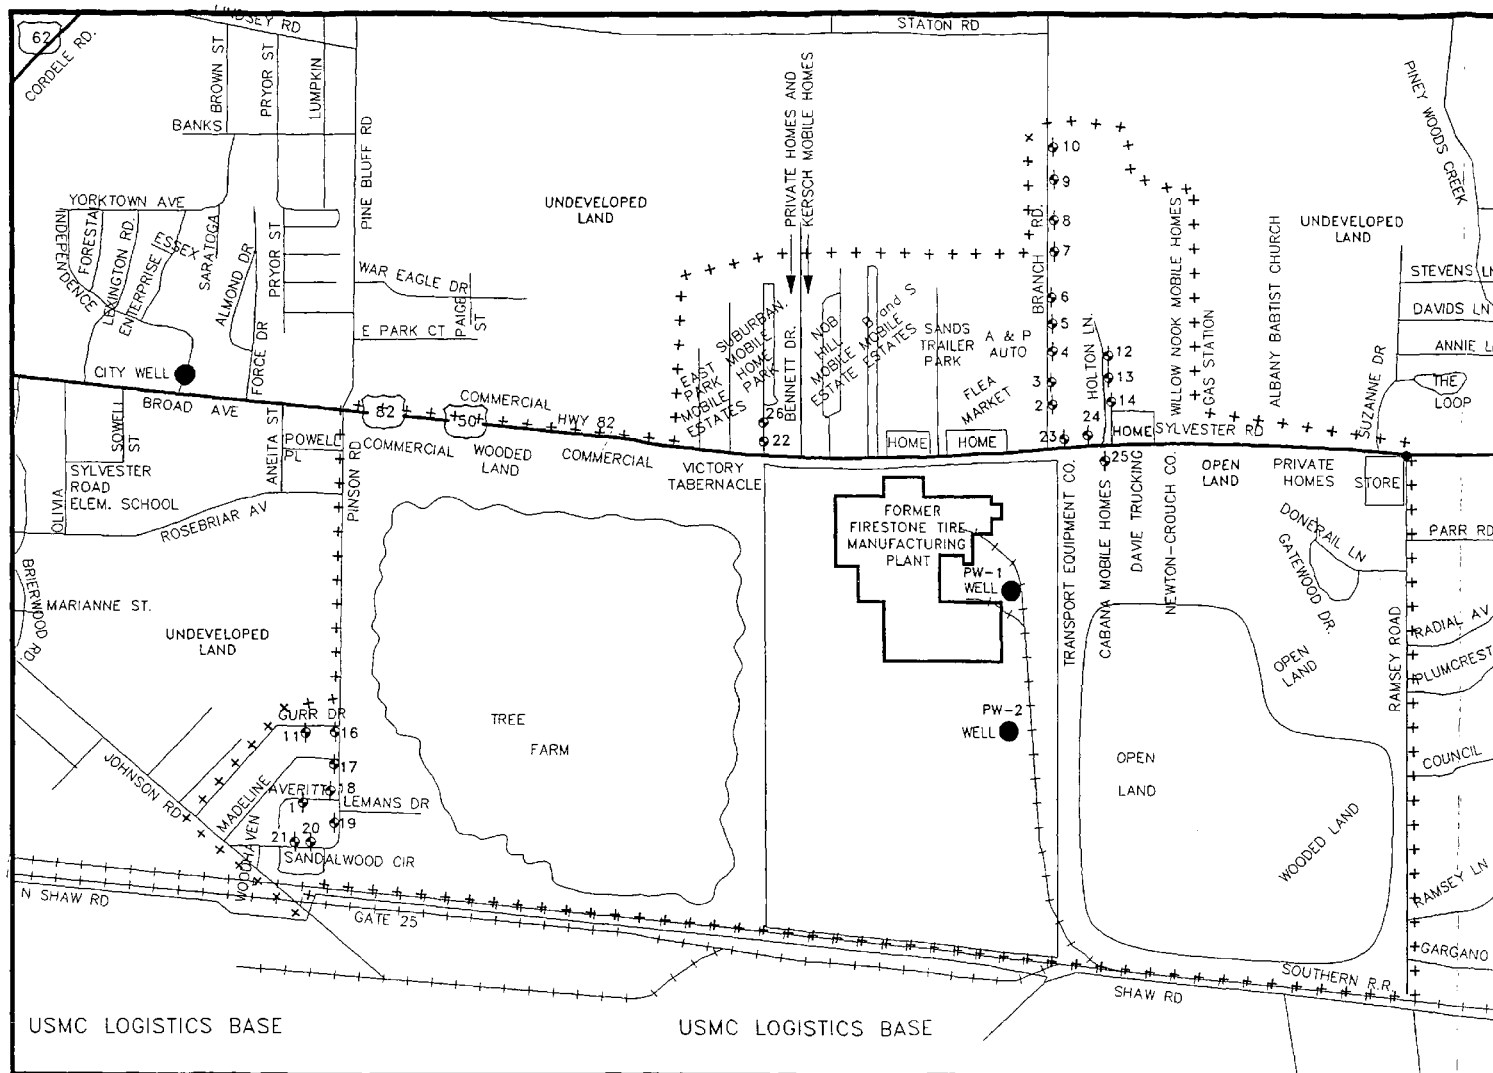 62
CORDELE RD.
LINDSEY RD
BROWN ST
PRYOR ST
LUMPKIN
BANKS
PINE BLUFF RD
STATON RD
PRIVATE HOMES AND
KERSCH MOBILE HOMES
PINEY WOODS CREEK
YORKTOWN AVE
INDEPENDENCE
FORESTAL
LEXINGTON RD.
ENTERPRISE
ESSEX
SARATOGA
ALMOND DR
PRYOR ST
FORCE DR
WAR EAGLE DR
PAIGE
ST
E PARK CT
UNDEVELOPED
LAND
UNDEVELOPED
LAND
10
9
8
7
6
5
4
3
2
BRANCH RD.
HOLTON LN.
12
13
14
24
23
25
WILLOW NOOK MOBILE HOMES
GAS STATION
ALBANY BABTIST CHURCH
SUZANNE DR
STEVENS LN
DAVIDS LN
ANNIE L
THE
LOOP
CITY WELL
BROAD AVE
82
50
COMMERCIAL
HWY 82
COMMERCIAL
WOODED
LAND
COMMERCIAL
VICTORY
TABERNACLE
EAST
PARK
MOBILE
ESTATES
SUBURBAN
MOBILE
HOME
PARK
26
22
BENNETT DR.
NOB
HILL
MOBILE
ESTATE
B and S
MOBILE
ESTATES
SANDS
TRAILER
PARK
A & P
AUTO
FLEA
MARKET
HOME
HOME
HOME
SYLVESTER RD
SOWELL
ST
ANEITA ST
POWELL
PL
PINSON RD
SYLVESTER
ROAD
ELEM. SCHOOL
OLIVIA
ROSEBRIAR AV
BRIERWOOD RD.
MARIANNE ST.
UNDEVELOPED
LAND
FORMER
FIRESTONE TIRE
MANUFACTURING
PLANT
PW-1
WELL
PW-2
WELL
TRANSPORT EQUIPMENT CO.
CABANA MOBILE HOMES
DAVIE TRUCKING
NEWTON-CROUCH CO.
OPEN
LAND
PRIVATE
HOMES
STORE
DONERAIL LN
GATEWOOD DR.
PARR RD
RADIAL AV
PLUMCREST
RAMSEY ROAD
OPEN
LAND
OPEN
LAND
WOODED LAND
COUNCIL
RAMSEY LN
GARGANO
TREE
FARM
GURR DR
11
16
17
18
19
AVERITT
1
LEMANS DR
21
20
SANDALWOOD CIR
MADELINE
WOODHAVEN
JOHNSON RD
N SHAW RD
GATE 25
SOUTHERN R.R.
SHAW RD
USMC LOGISTICS BASE
USMC LOGISTICS BASE